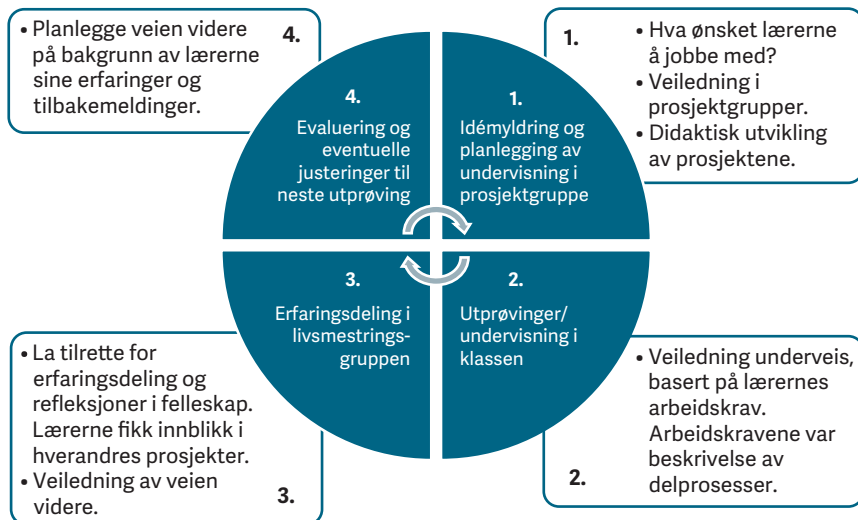 • Planlegge veien videre
på bakgrunn av lærerne
sine erfaringer og
tilbakemeldinger.
4.
1.
• Hva ønsket lærerne
å jobbe med?
• Veiledning i
prosjektgrupper.
• Didaktisk utvikling
av prosjektene.
4.
Evaluering og
eventuelle
justeringer til
neste utprøving
1.
Idémyldring og
planlegging av
undervisning i
prosjektgruppe
3.
Erfaringsdeling i
livsmestrings-
gruppen
2.
Utprøvinger/
undervisning i
klassen
• La tilrette for
erfaringsdeling og
refleksjoner i felleskap.
Lærerne fikk innblikk i
hverandres prosjekter.
• Veiledning av veien
videre.
3.
• Veiledning underveis,
basert på lærernes
arbeidskrav.
Arbeidskravene var
beskrivelse av
delprosesser.
2.